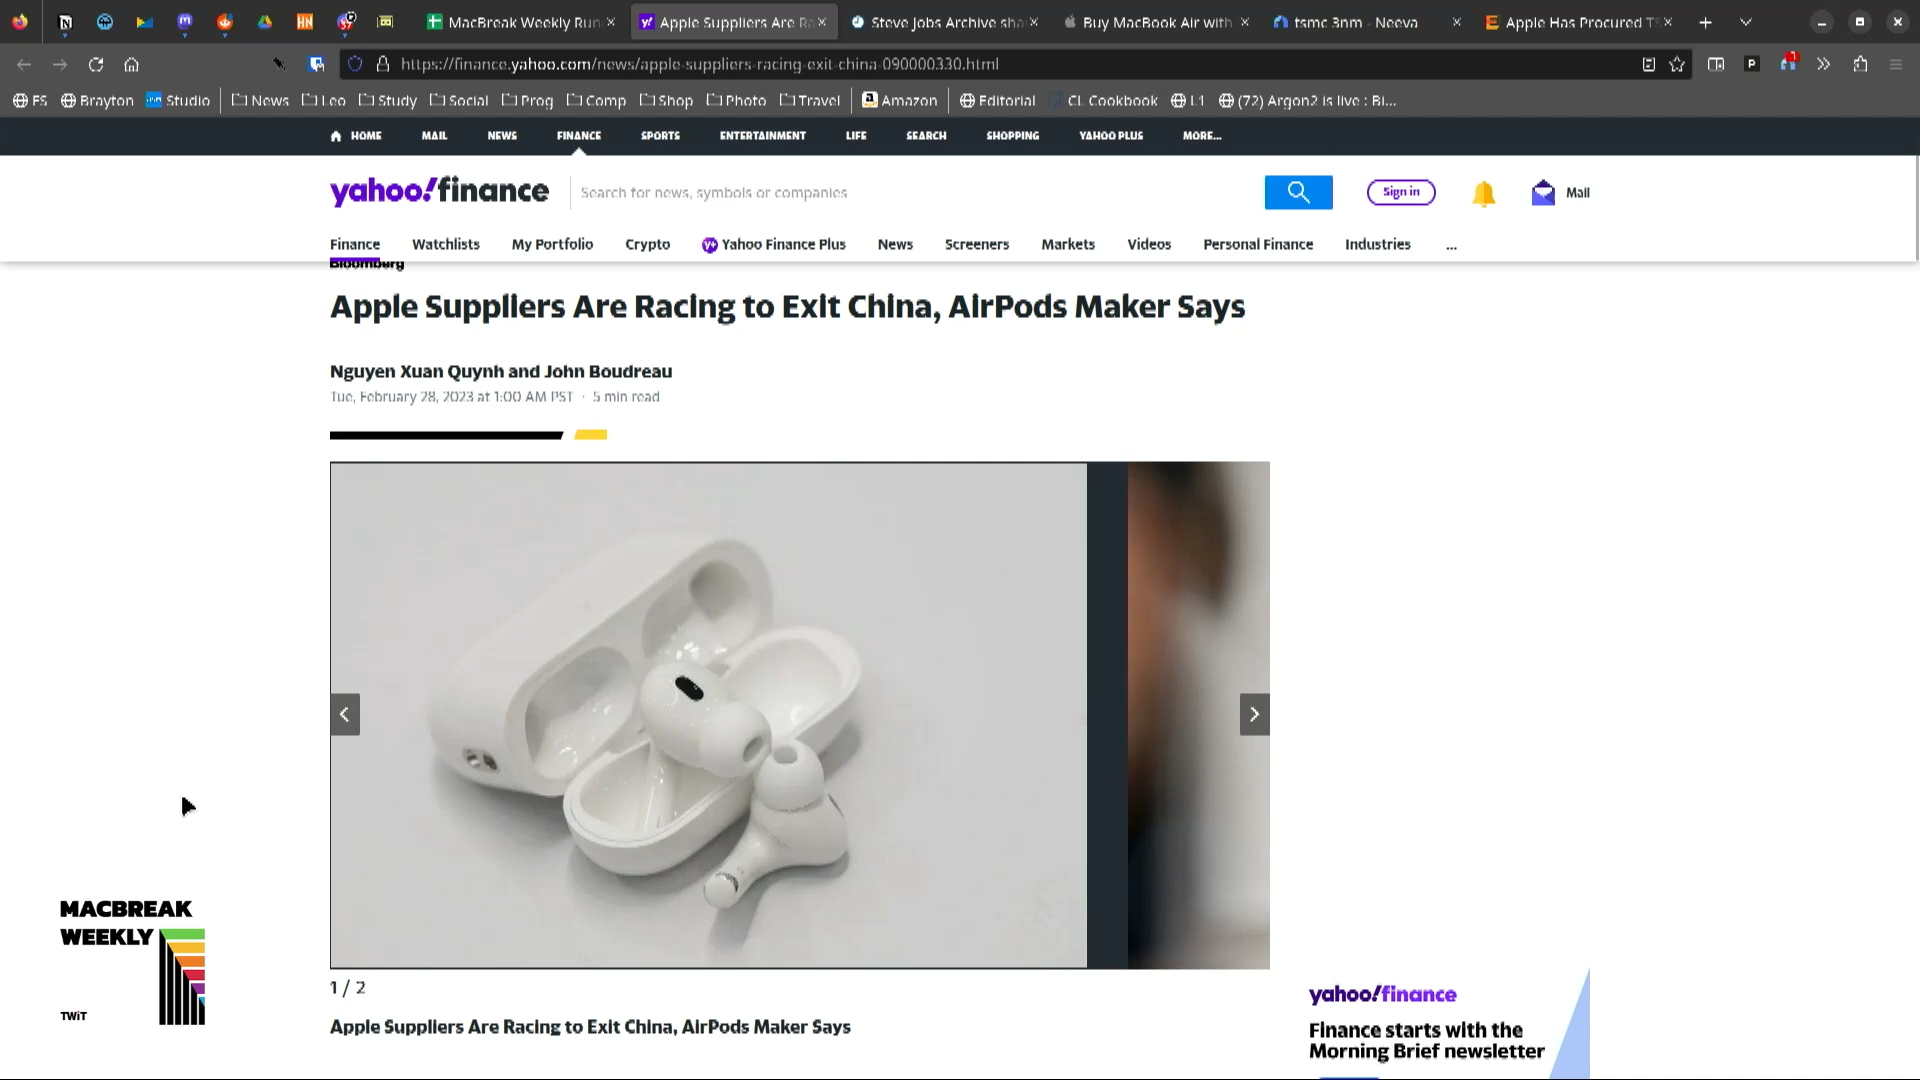 MacBreak Weekly Run
Apple Suppliers Are R
Steve Jobs Archive sha
Buy MacBook Air with
tsmc 3nm - Neeva
Apple Has Procured TS
https://finance.yahoo.com/news/apple-suppliers-racing-exit-china-090000330.html
FS
Brayton
Studio
News
Leo
Study
Social
Prog
Comp
Shop
Photo
Travel
Amazon
Editorial
CL Cookbook
L1
(72) Argon2 is live : Bl...
HOME
MAIL
NEWS
FINANCE
SPORTS
ENTERTAINMENT
LIFE
SEARCH
SHOPPING
YAHOO PLUS
MORE...
yahoo!finance
Search for news, symbols or companies
Sign in
Mail
Finance
Watchlists
My Portfolio
Crypto
Yahoo Finance Plus
News
Screeners
Markets
Videos
Personal Finance
Industries
...
Bloomberg
Apple Suppliers Are Racing to Exit China, AirPods Maker Says
Nguyen Xuan Quynh and John Boudreau
Tue, February 28, 2023 at 1:00 AM PST · 5 min read
1 / 2
Apple Suppliers Are Racing to Exit China, AirPods Maker Says
MACBREAK
WEEKLY
TWiT
yahoo!finance
Finance starts with the
Morning Brief newsletter